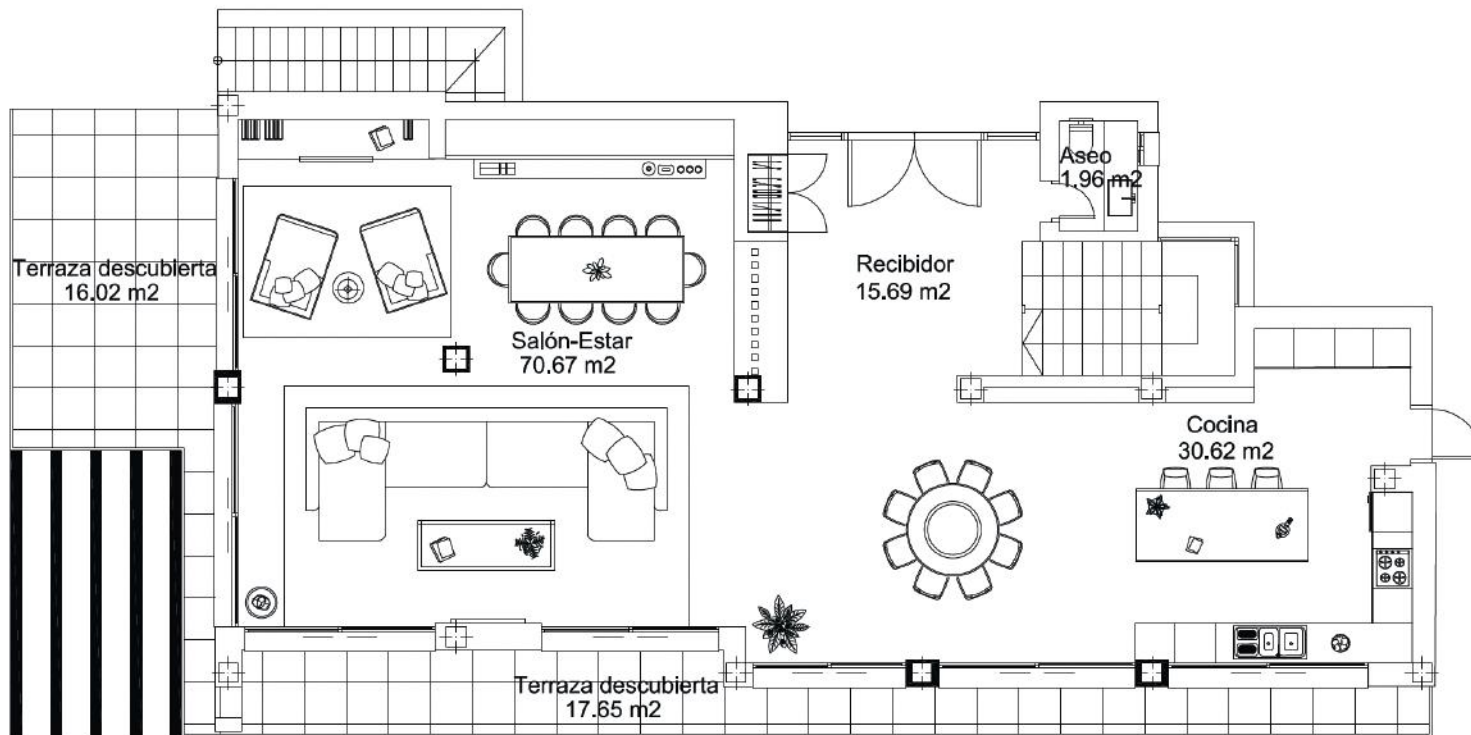 Aseo
1.96 m2
Terraza descubierta
16.02 m2
Recibidor
15.69 m2
Salón-Estar
70.67 m2
Cocina
30.62 m2
Terraza descubierta
17.65 m2